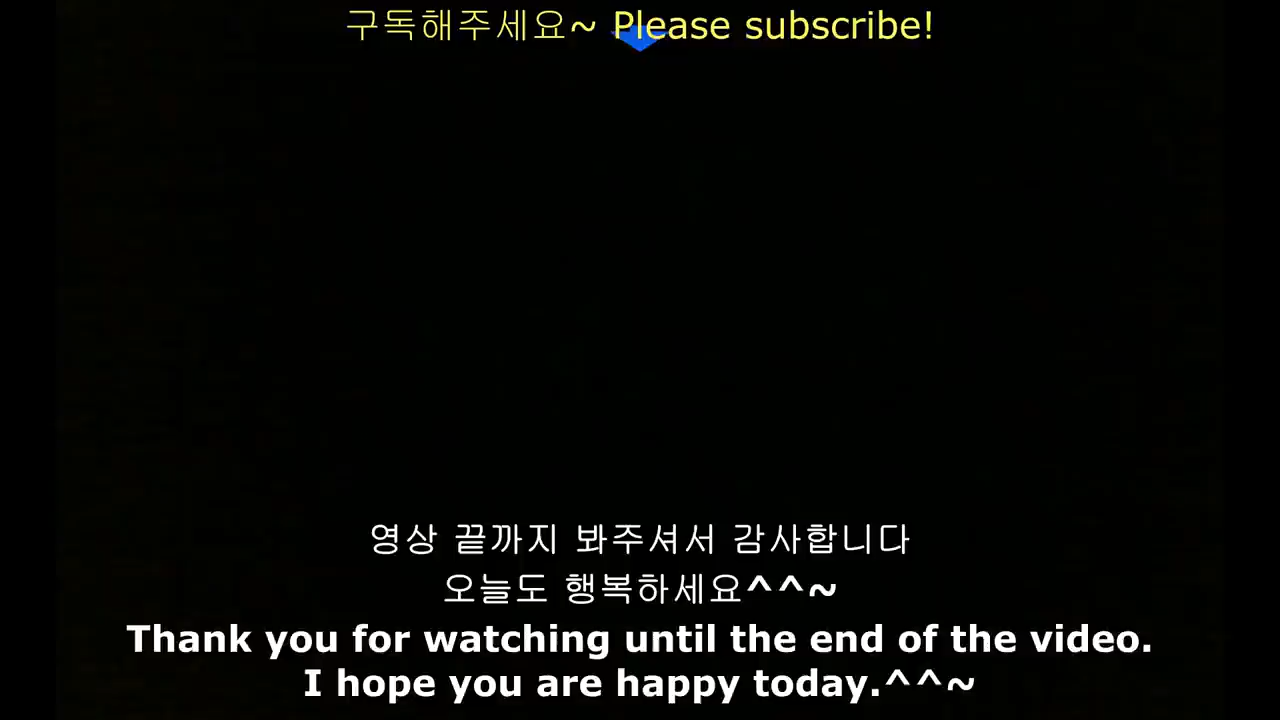 구독해주세요~ Please subscribe!
영상 끝까지 봐주셔서 감사합니다
오늘도 행복하세요^^~
Thank you for watching until the end of the video.
I hope you are happy today.^^~